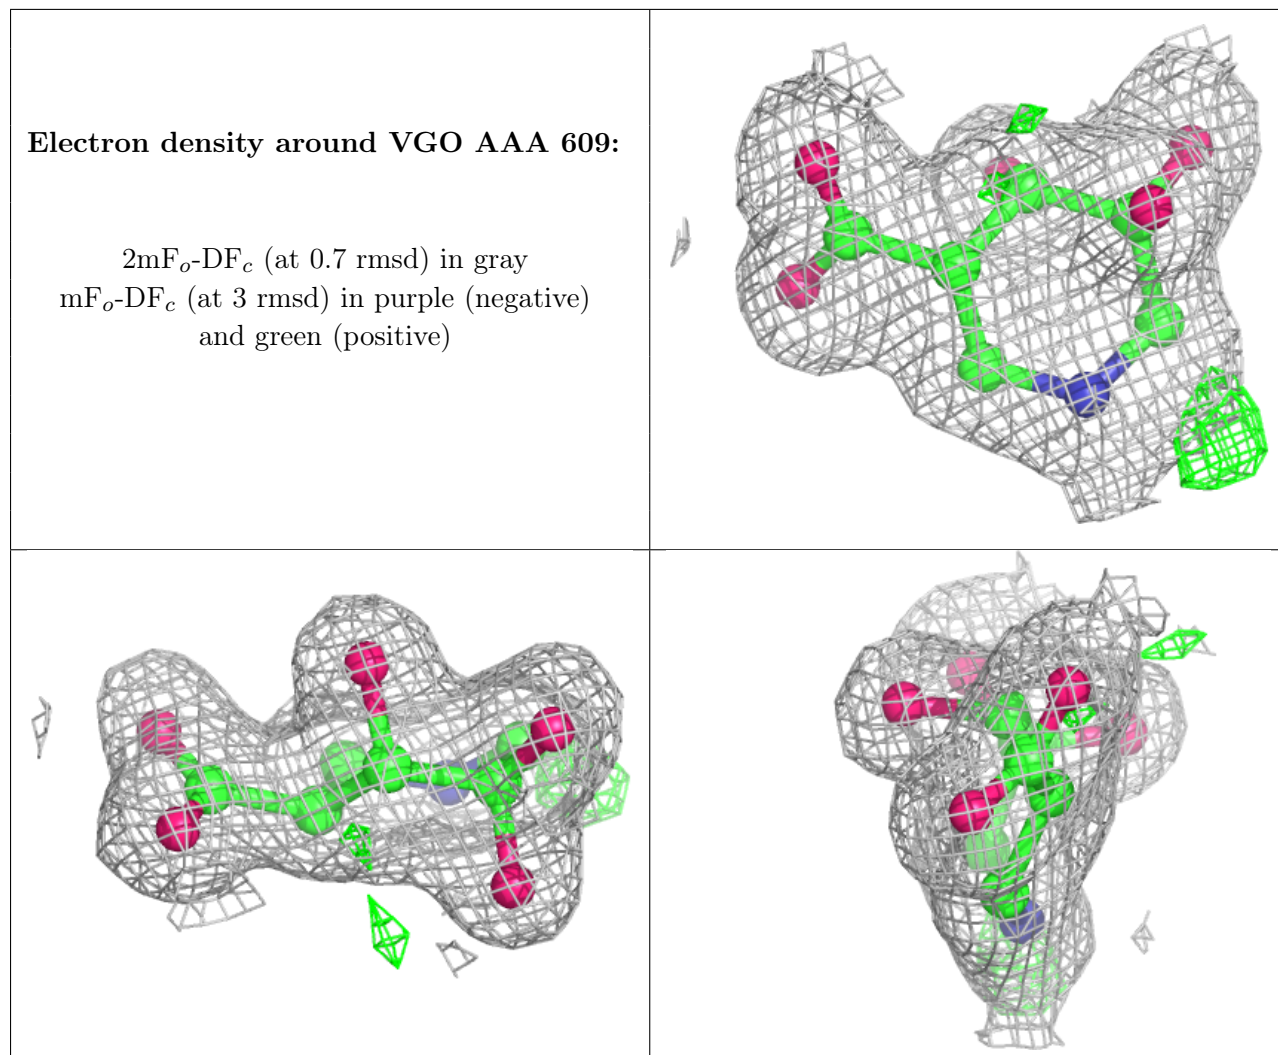 Electron density around VGO AAA 609:
2mFo-DFc (at 0.7 rmsd) in gray
mFo-DFc (at 3 rmsd) in purple (negative)
and green (positive)